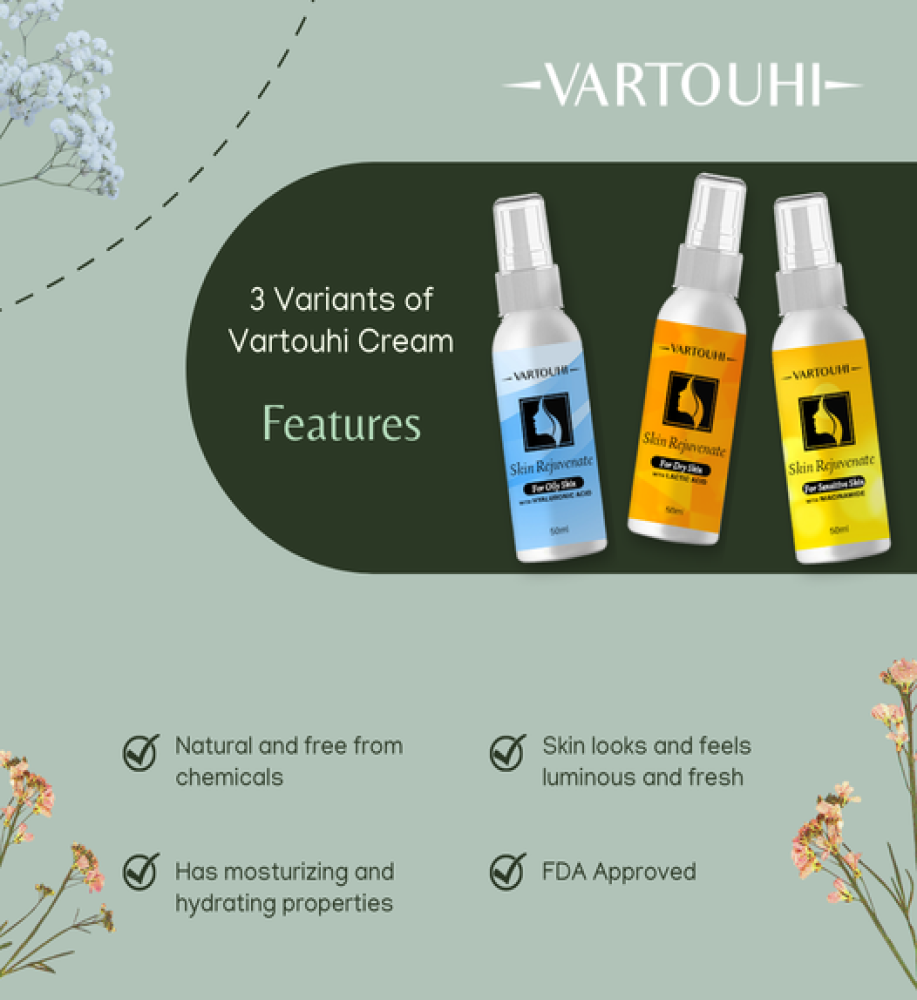 VARTOUHI
3 Variants of
Vartouhi Cream
Features
VARTOUHI
Skin Rejuvenate
For Oily Skin
WITH HYALURONIC ACID
50ml
VARTOUHI
Skin Rejuvenate
For Dry Skin
WITH LACTIC ACID
50ml
VARTOUHI
Skin Rejuvenate
For Sensitive Skin
WITH NIACINAMIDE
50ml
Natural and free from
chemicals
Skin looks and feels
luminous and fresh
Has mosturizing and
hydrating properties
FDA Approved